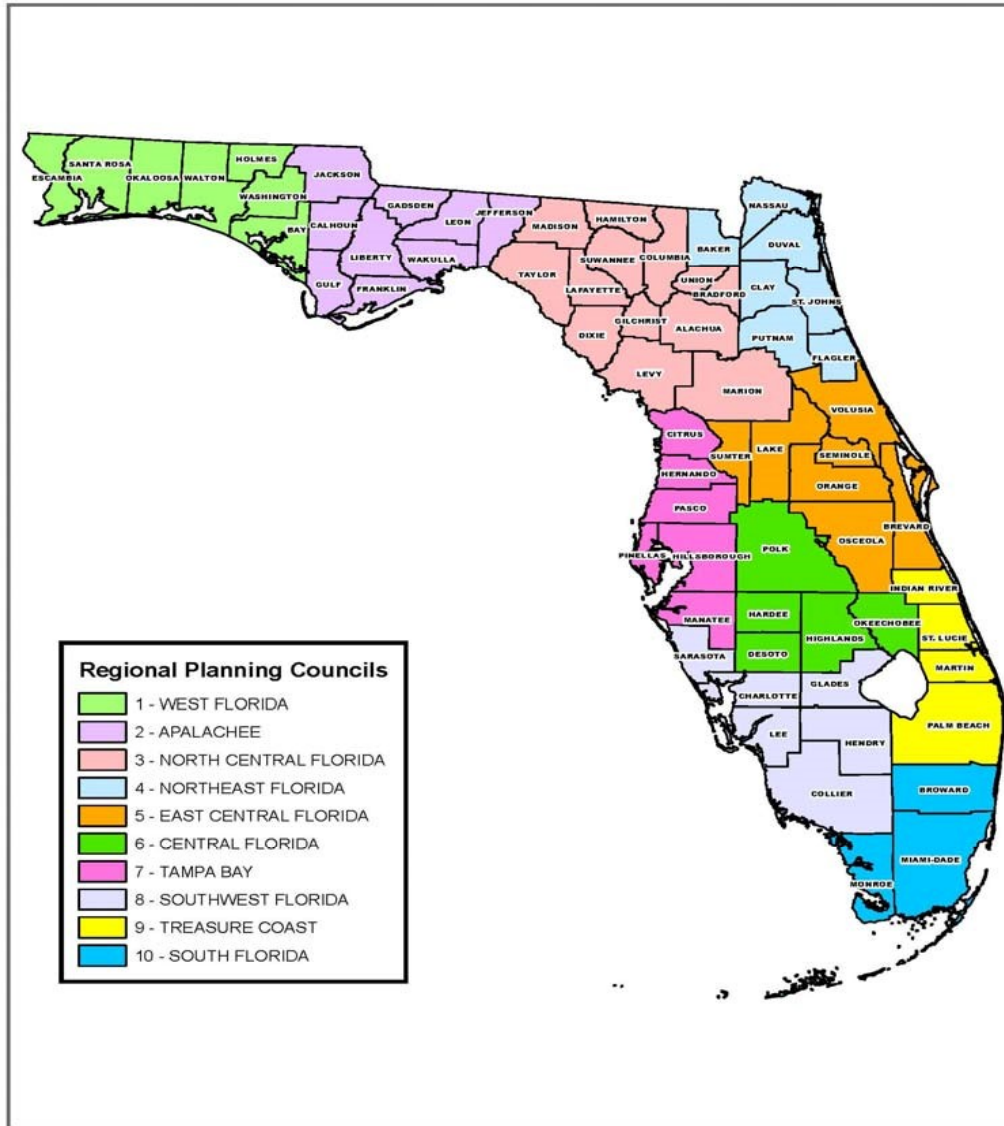 HOLMES
SANTA ROSA
ESCAMBIA
OKALOOSA
WALTON
JACKSON
WASHINGTON
BAY
CALHOUN
GADSDEN
LEON
JEFFERSON
LIBERTY
WAKULLA
GULF
FRANKLIN
MADISON
HAMILTON
TAYLOR
SUWANNEE
COLUMBIA
LAFAYETTE
UNION
BRADFORD
DIXIE
GILCHRIST
ALACHUA
LEVY
MARION
NASSAU
BAKER
DUVAL
CLAY
ST. JOHNS
PUTNAM
FLAGLER
VOLUSIA
CITRUS
SUMTER
LAKE
SEMINOLE
HERNANDO
ORANGE
PASCO
BREVARD
OSCEOLA
PINELLAS
HILLSBOROUGH
POLK
INDIAN RIVER
MANATEE
HARDEE
HIGHLANDS
OKEECHOBEE
ST. LUCIE
DESOTO
SARASOTA
MARTIN
CHARLOTTE
GLADES
LEE
HENDRY
PALM BEACH
COLLIER
BROWARD
MIAMI-DADE
MONROE
Regional Planning Councils
1 - WEST FLORIDA
2 - APALACHEE
3 - NORTH CENTRAL FLORIDA
4 - NORTHEAST FLORIDA
5 - EAST CENTRAL FLORIDA
6 - CENTRAL FLORIDA
7 - TAMPA BAY
8 - SOUTHWEST FLORIDA
9 - TREASURE COAST
10 - SOUTH FLORIDA